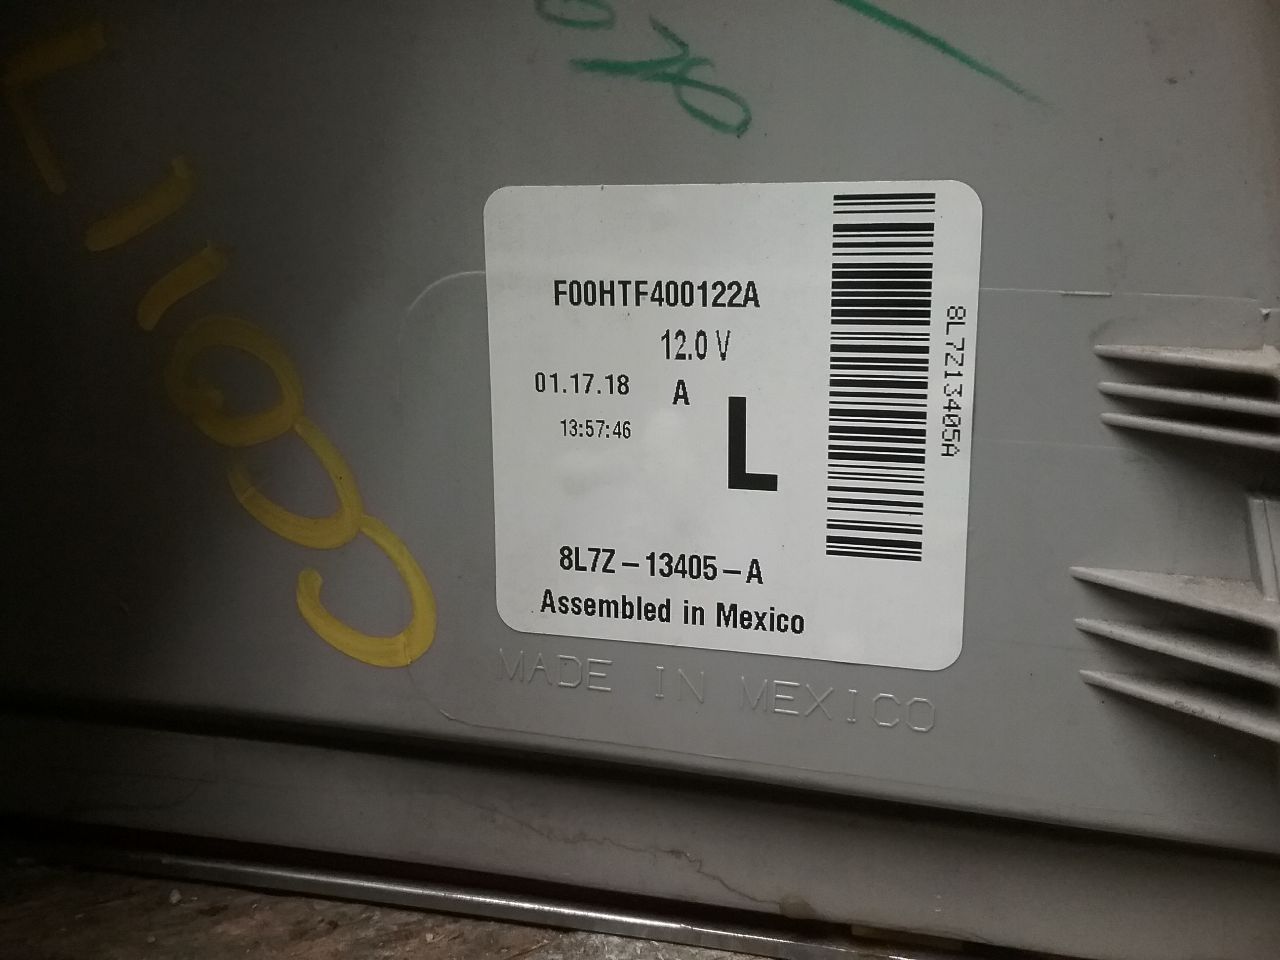 F00HTF400122A
12.0 V
01.17.18 A
13:57:46
L
8L7Z13405A
8L7Z-13405-A
Assembled in Mexico
MADE IN MEXICO